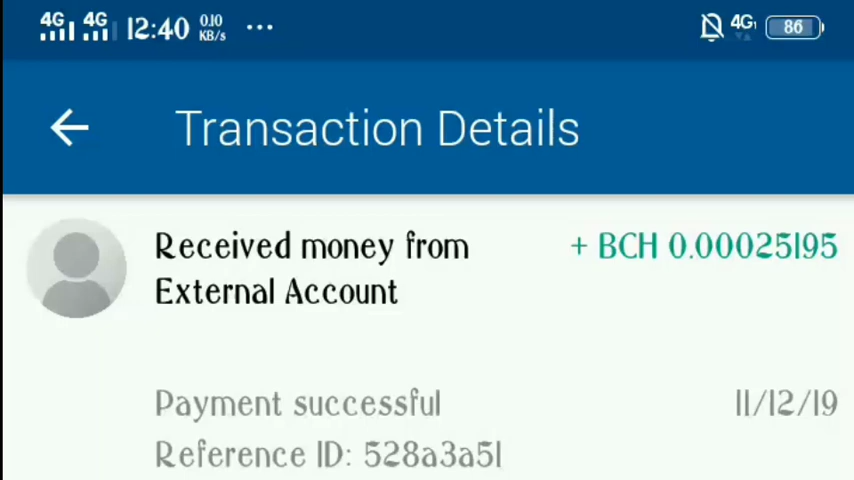 4G 4G 12:40 0.10 KB/s ... 4G 86
Transaction Details
Received money from + BCH 0.00025195
External Account
Payment successful 11/12/19
Reference ID: 528a3a51